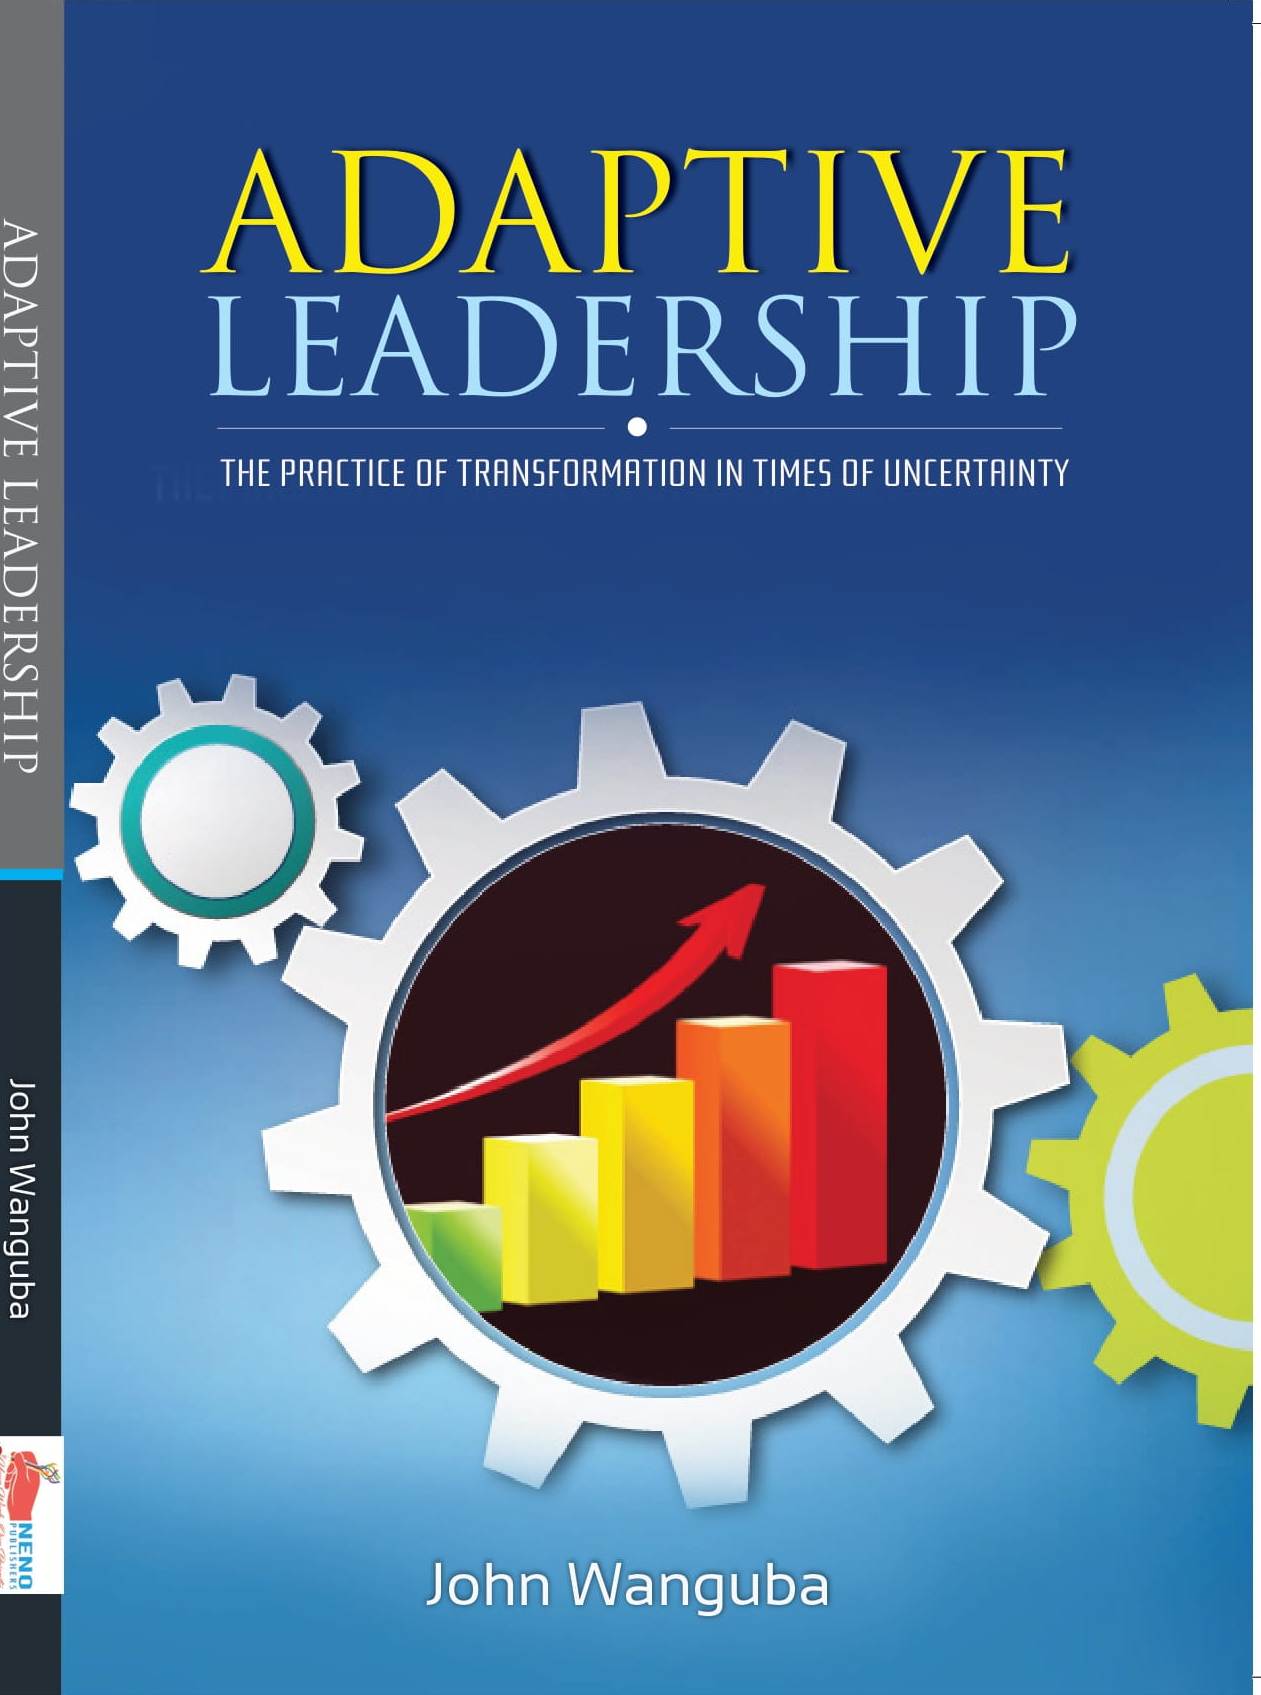 ADAPTIVE
LEADERSHIP
THE PRACTICE OF TRANSFORMATION IN TIMES OF UNCERTAINTY
John Wanguba
ADAPTIVE LEADERSHIP
John Wanguba
NENO
PUBLISHERS